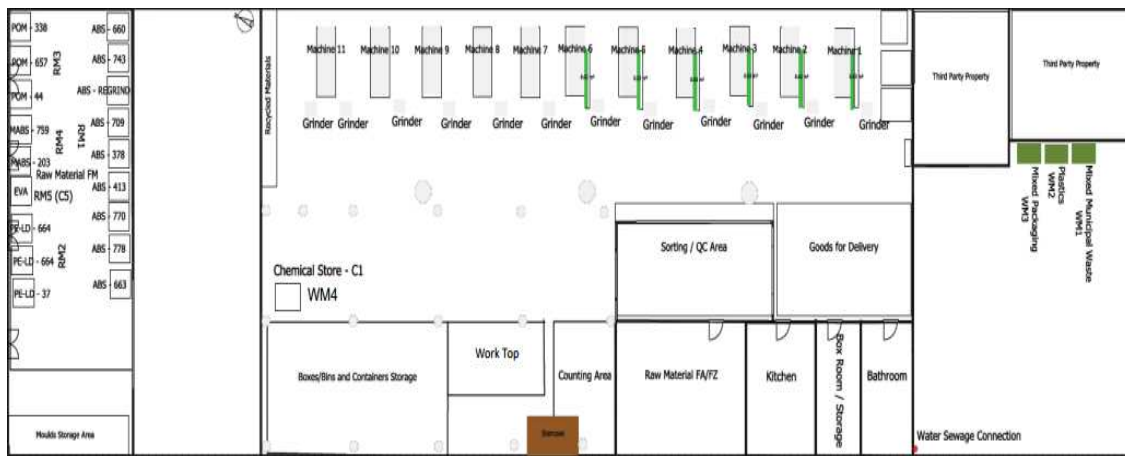 POM - 338
POM - 657
POM - 44
MABS - 759
MABS - 203
EVA
PE-LD - 664
PE-LD - 664
PE-LD - 37
RM3
RM4
RM1
Raw Material FM
RM5 (C5)
RM2
ABS - 660
ABS - 743
ABS - REGRIND
ABS - 709
ABS - 378
ABS - 413
ABS - 770
ABS - 778
ABS - 663
Moulds Storage Area
Recycled Materials
Machine 11
Machine 10
Machine 9
Machine 8
Machine 7
Machine 6
Machine 4
Machine 3
Machine 2
Machine 1
Grinder
Grinder
Grinder
Grinder
Grinder
Grinder
Grinder
Grinder
Grinder
Grinder
Grinder
Third Party Property
Third Party Property
Mixed Packaging
WM3
Plastics
WM2
Mixed Municipal Waste
WM1
Sorting / QC Area
Goods for Delivery
Chemical Store - C1
WM4
Boxes/Bins and Containers Storage
Work Top
Counting Area
Raw Material FA/FZ
Kitchen
Box Room / Storage
Bathroom
Water Sewage Connection